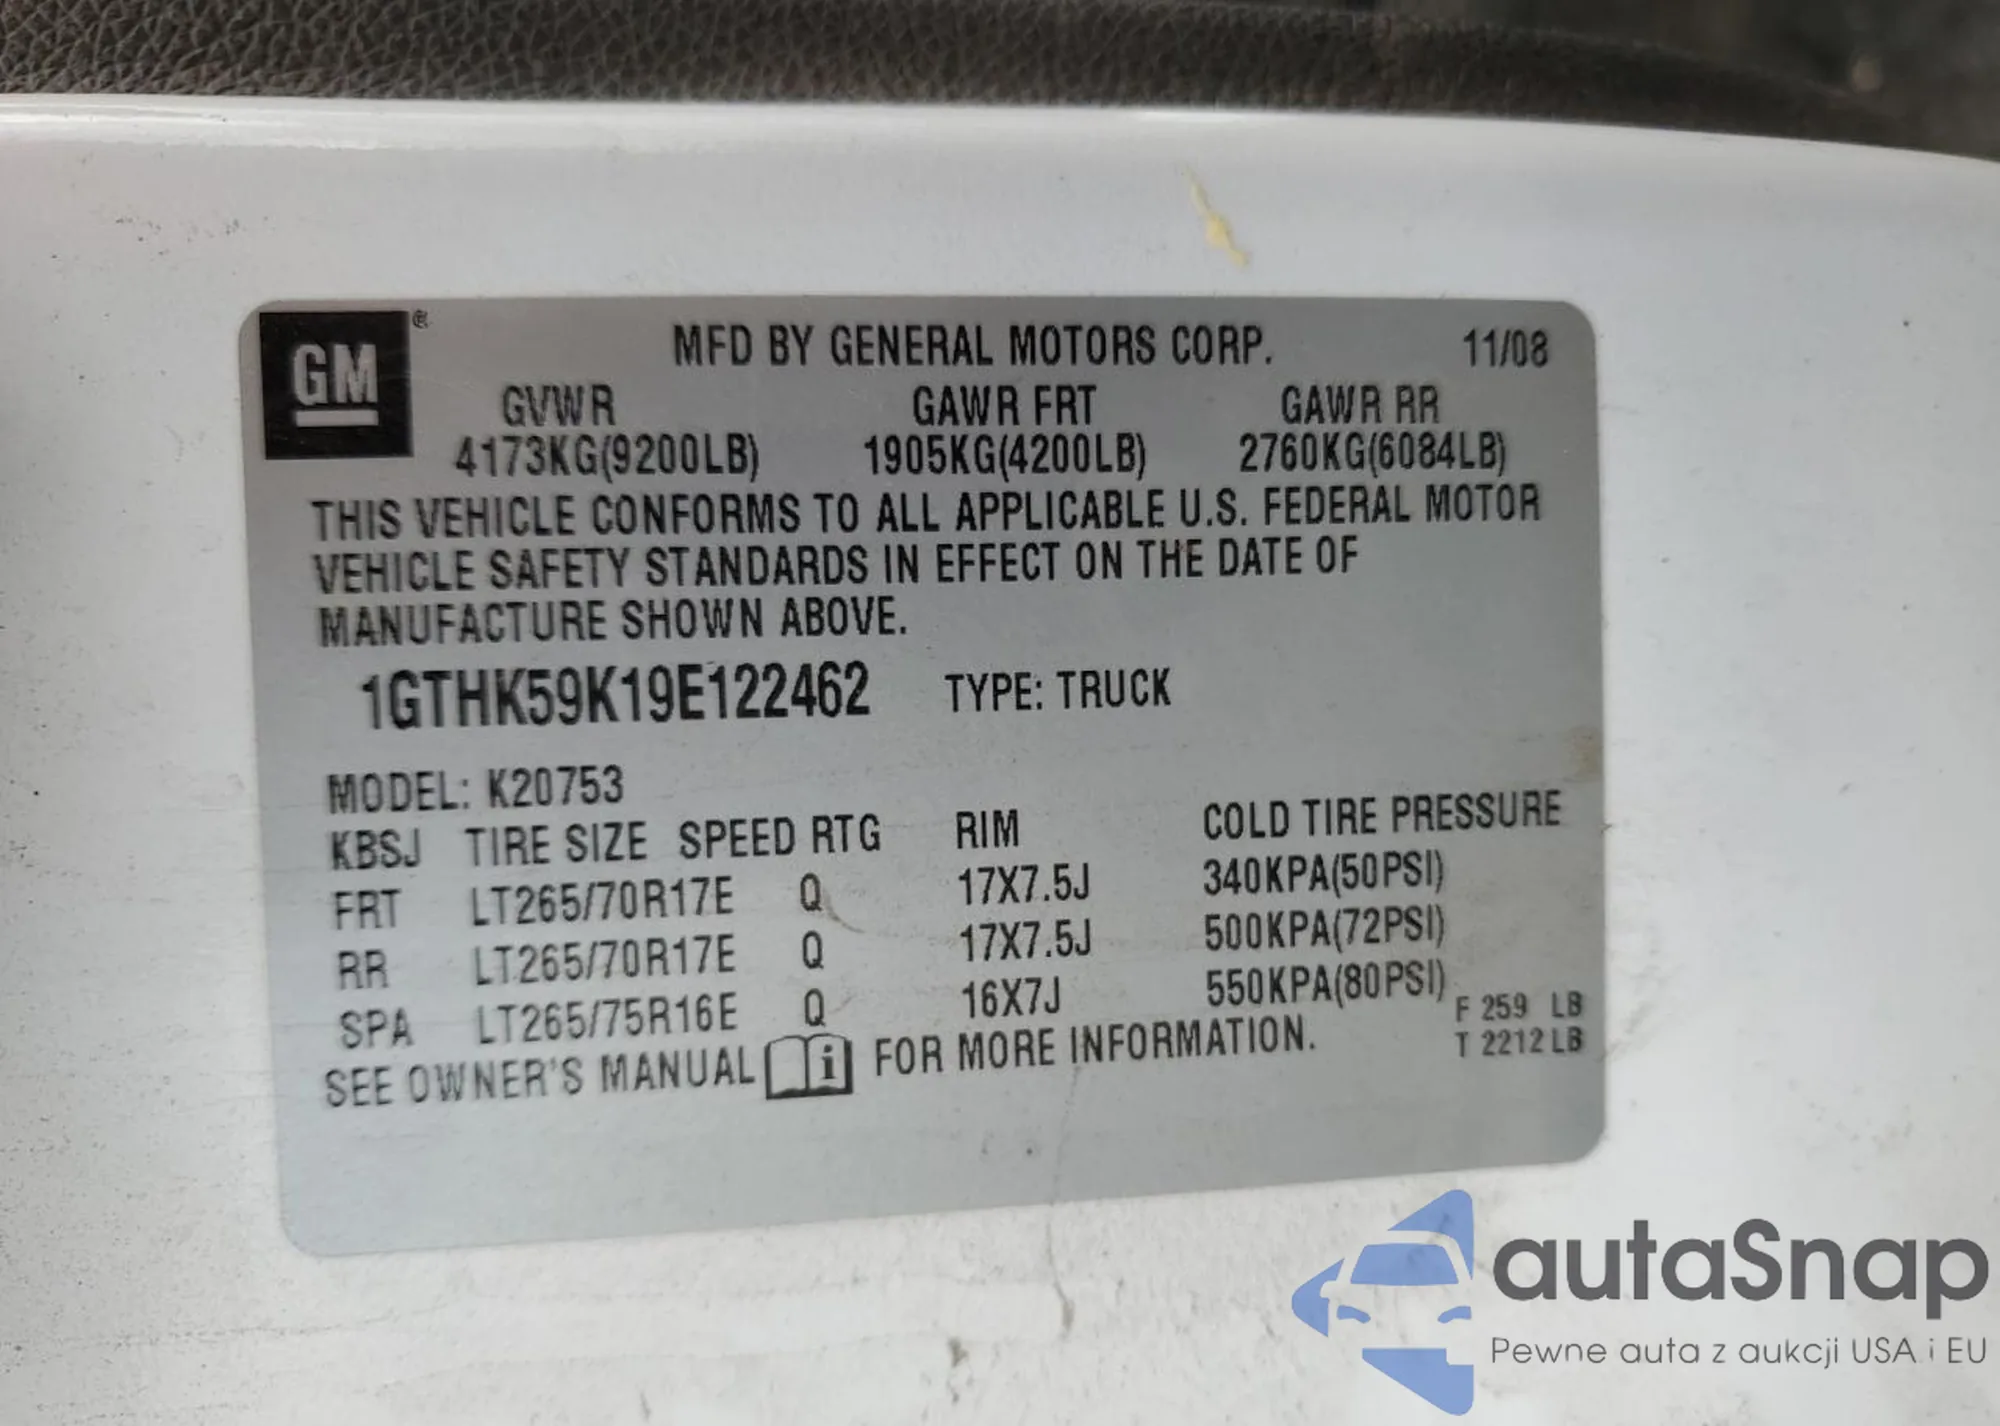 GM ®
MFD BY GENERAL MOTORS CORP. 11/08
GVWR GAWR FRT GAWR RR
4173KG(9200LB) 1905KG(4200LB) 2760KG(6084LB)
THIS VEHICLE CONFORMS TO ALL APPLICABLE U.S. FEDERAL MOTOR
VEHICLE SAFETY STANDARDS IN EFFECT ON THE DATE OF
MANUFACTURE SHOWN ABOVE.
1GTHK59K19E122462 TYPE: TRUCK
MODEL: K20753
KBSJ TIRE SIZE SPEED RTG RIM COLD TIRE PRESSURE
FRT LT265/70R17E Q 17X7.5J 340KPA(50PSI)
RR LT265/70R17E Q 17X7.5J 500KPA(72PSI)
SPA LT265/75R16E Q 16X7J 550KPA(80PSI) F 259 LB
SEE OWNER'S MANUAL i FOR MORE INFORMATION. T 2212 LB
autaSnap
Pewne auta z aukcji USA i EU